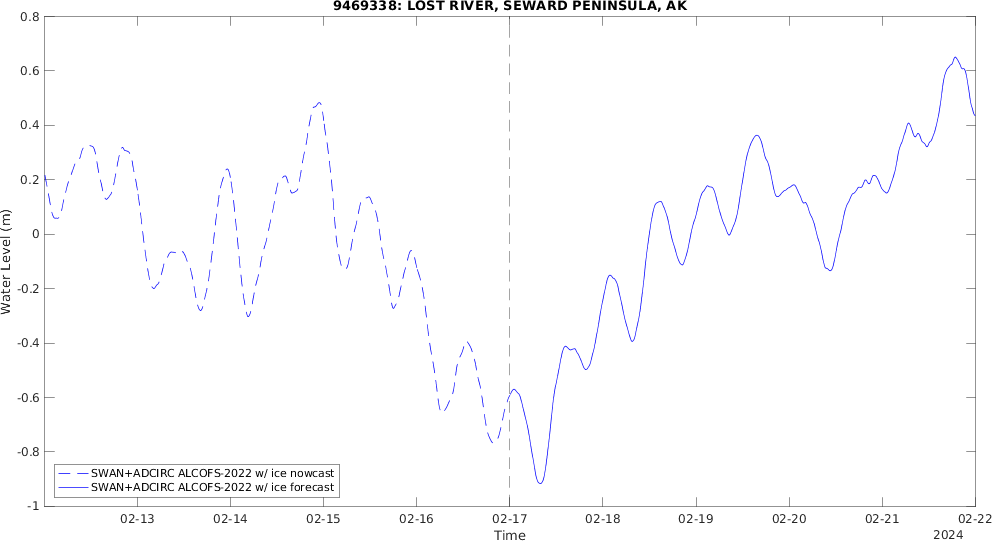 9469338: LOST RIVER, SEWARD PENINSULA, AK
0.8
0.6
0.4
0.2
0
-0.2
-0.4
-0.6
-0.8
-1
Water Level (m)
SWAN+ADCIRC ALCOFS-2022 w/ ice nowcast
SWAN+ADCIRC ALCOFS-2022 w/ ice forecast
02-13 02-14 02-15 02-16 02-17 02-18 02-19 02-20 02-21 02-22
Time
2024